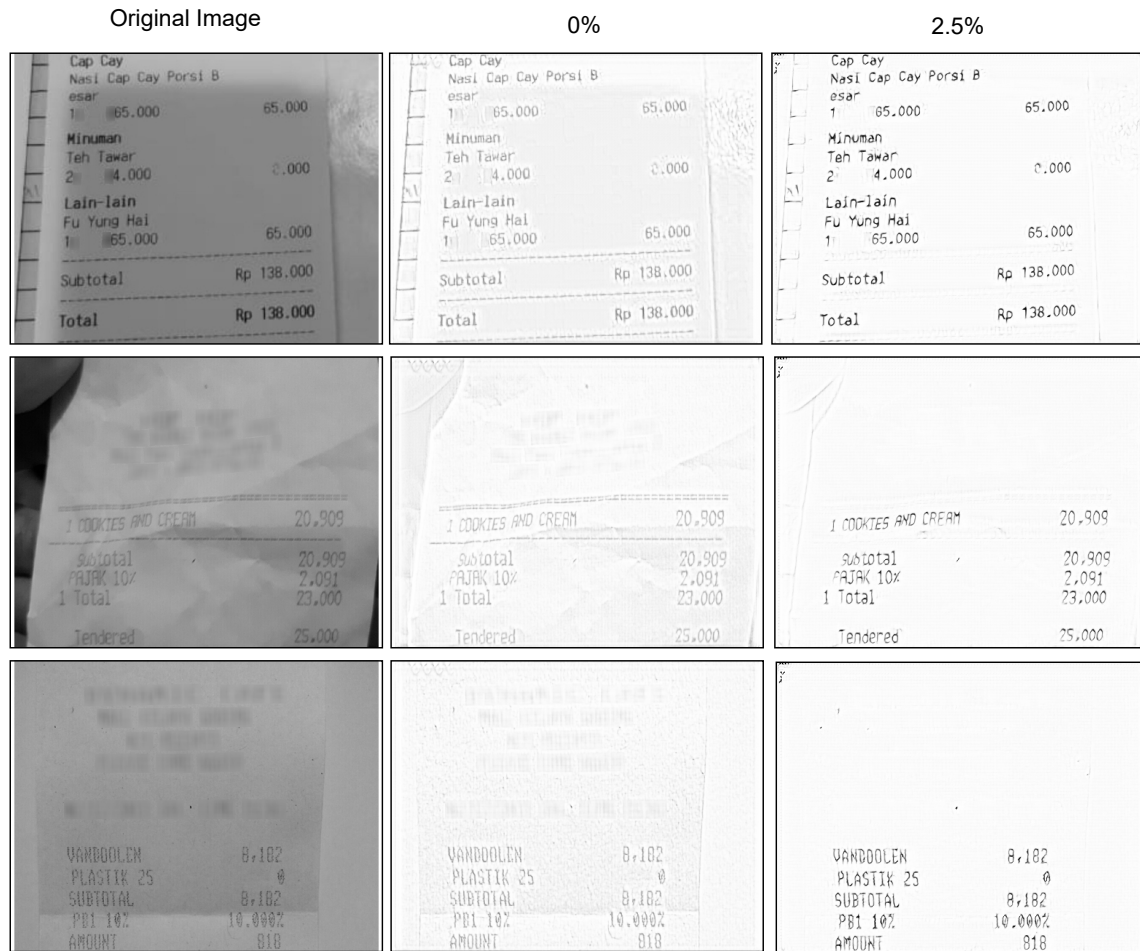 Original Image
0%
2.5%
Cap Cay
Nasi Cap Cay Porsi B
esar
1 65.000 65.000
Minuman
Teh Tawar
2 4.000
Lain-lain
Fu Yung Hai
1 65.000 65.000
Subtotal Rp 138.000
Total Rp 138.000
Cap Cay
Nasi Cap Cay Porsi B
esar
1 65.000 65.000
Minuman
Teh Tawar
2 4.000
Lain-lain
Fu Yung Hai
1 65.000 65.000
Subtotal Rp 138.000
Total Rp 138.000
Cap Cay
Nasi Cap Cay Porsi B
esar
1 65.000 65.000
Minuman
Teh Tawar
2 4.000
Lain-lain
Fu Yung Hai
1 65.000 65.000
Subtotal Rp 138.000
Total Rp 138.000
1 COOKIES AND CREAM 20,909
Subtotal 20,909
PAJAK 10% 2,091
1 Total 23,000
Tendered 25,000
1 COOKIES AND CREAM 20,909
Subtotal 20,909
PAJAK 10% 2,091
1 Total 23,000
Tendered 25,000
1 COOKIES AND CREAM 20,909
Subtotal 20,909
PAJAK 10% 2,091
1 Total 23,000
Tendered 25,000
VANDOOLEN 8,182
PLASTIK 25 0
SUBTOTAL 8,182
PB1 10% 10.000%
AMOUNT 818
VANDOOLEN 8,182
PLASTIK 25 0
SUBTOTAL 8,182
PB1 10% 10.000%
AMOUNT 818
VANDOOLEN 8,182
PLASTIK 25 0
SUBTOTAL 8,182
PB1 10% 10.000%
AMOUNT 818